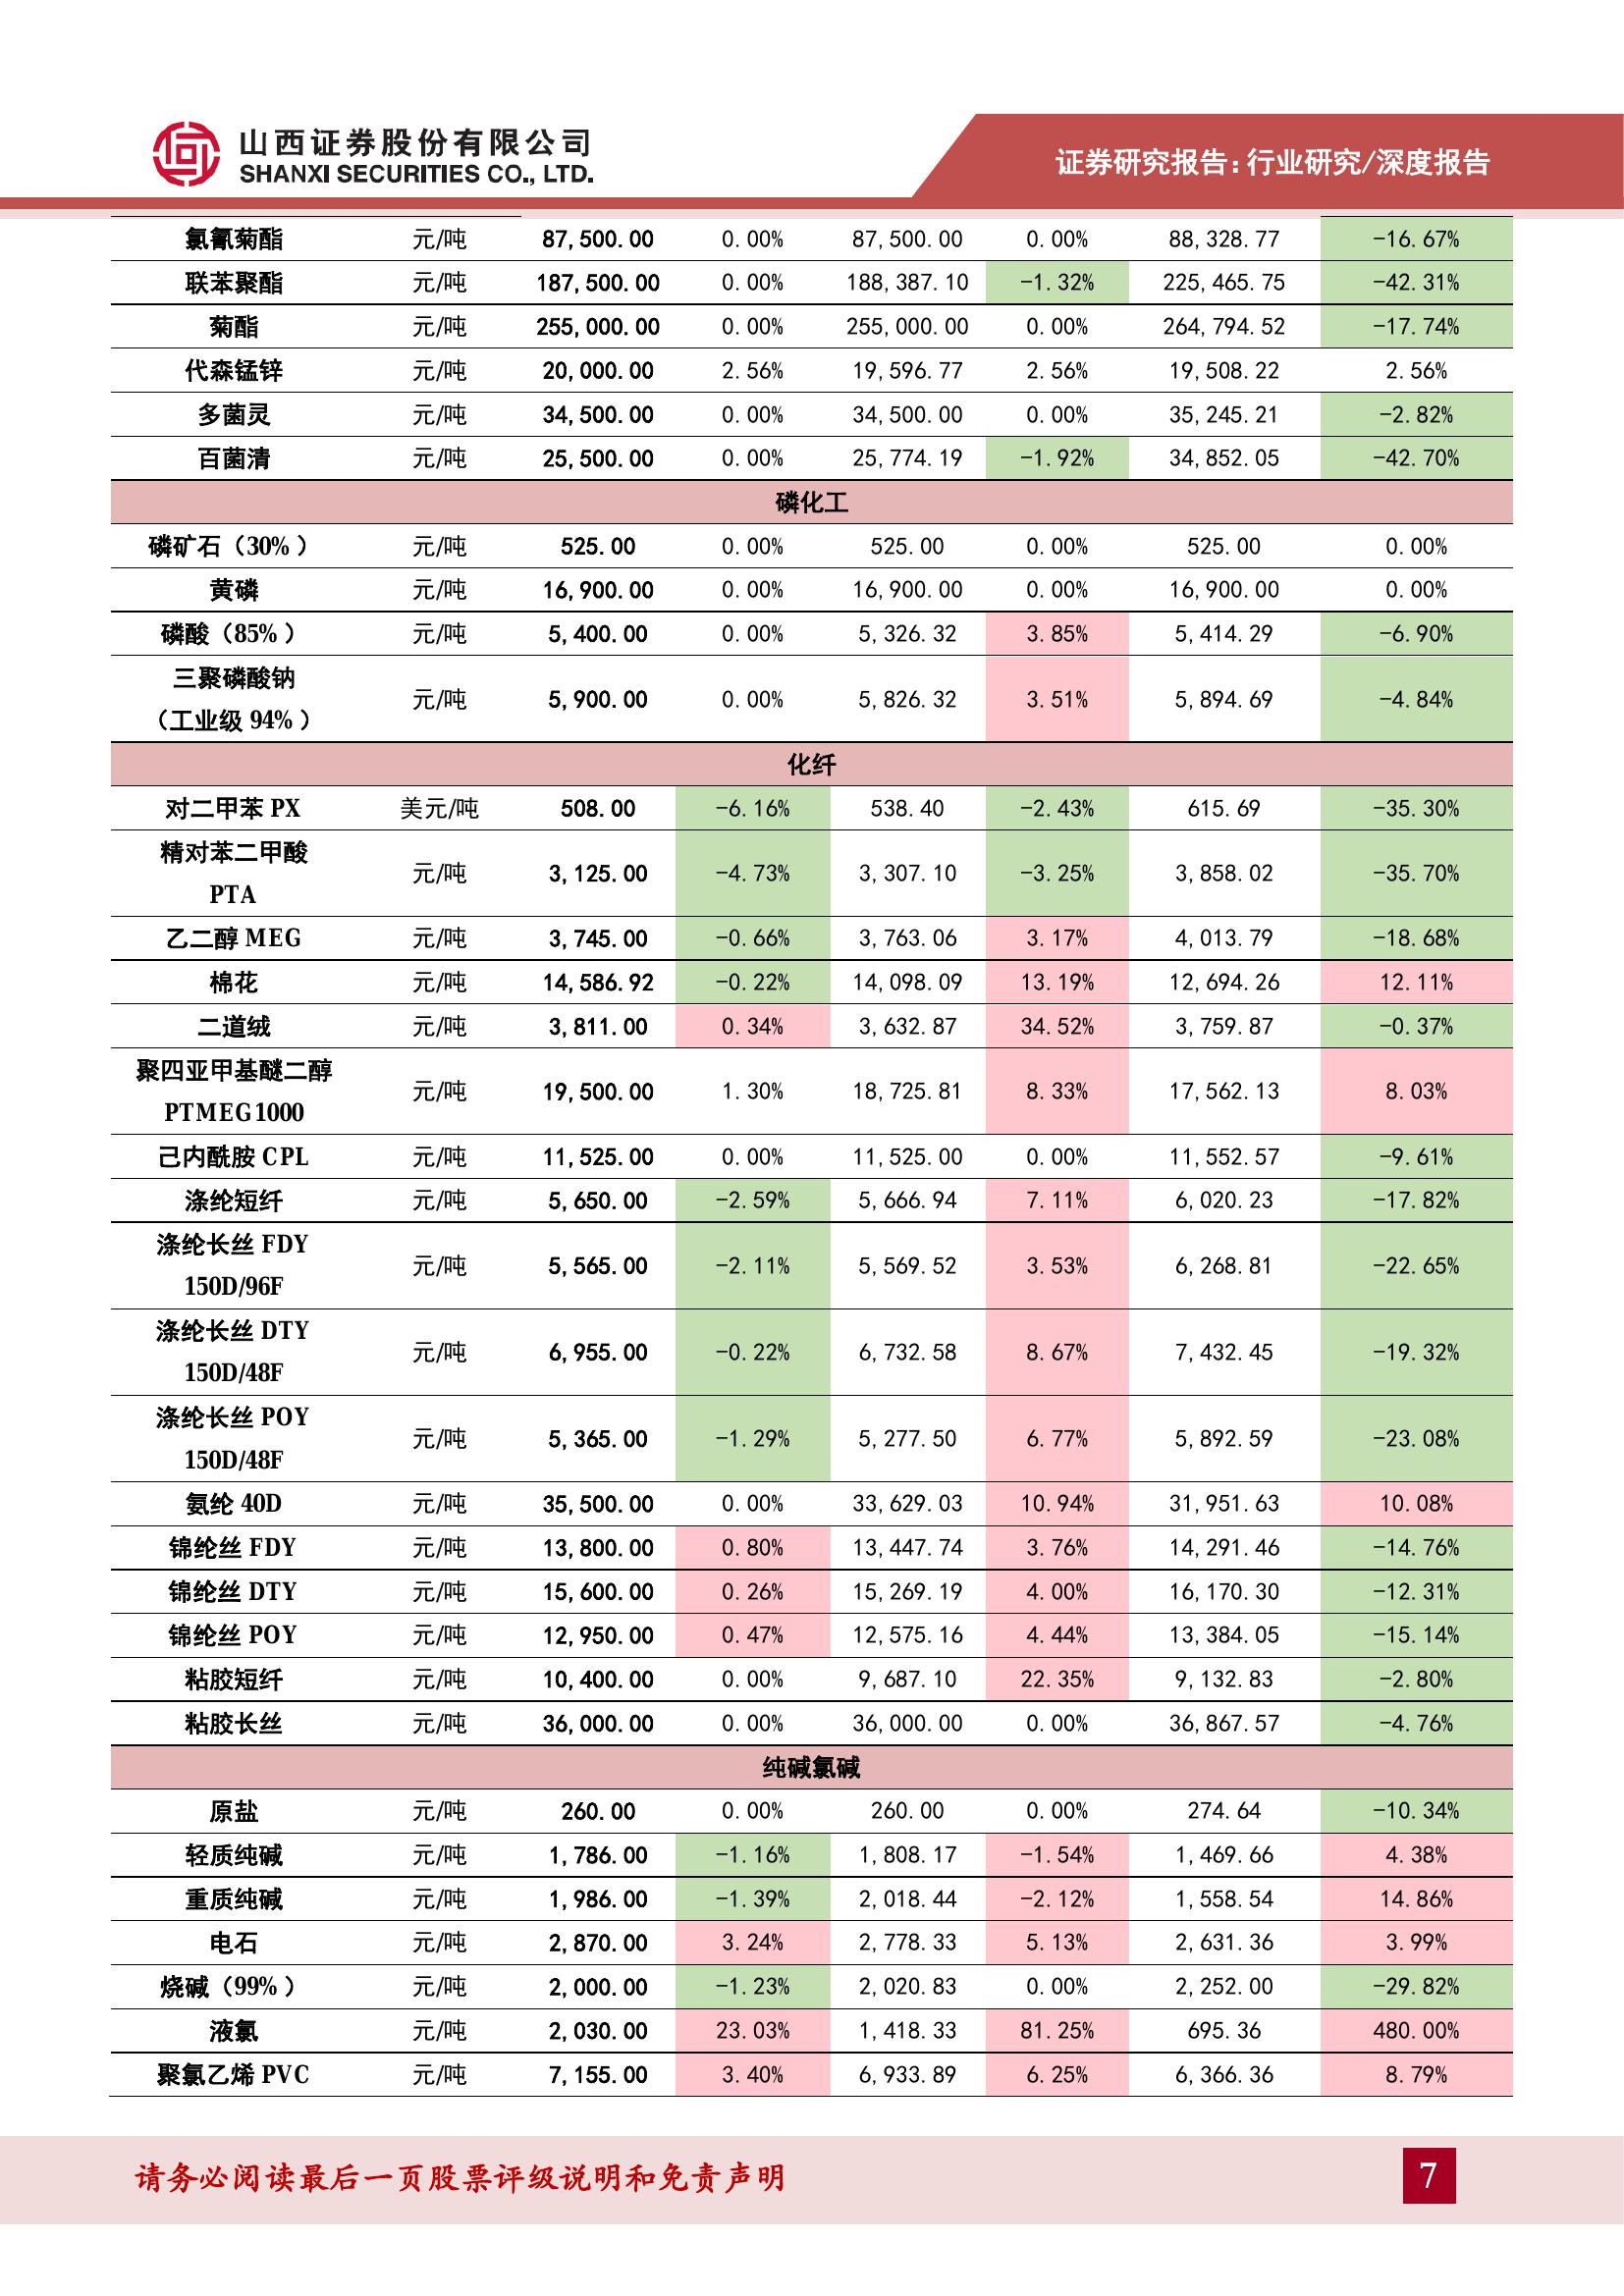 山西证券股份有限公司
SHANXI SECURITIES CO., LTD.
证券研究报告:行业研究/深度报告
氯氰菊酯 元/吨 87,500.00 0.00% 87,500.00 0.00% 88,328.77 -16.67%
联苯聚酯 元/吨 187,500.00 0.00% 188,387.10 -1.32% 225,465.75 -42.31%
菊酯 元/吨 255,000.00 0.00% 255,000.00 0.00% 264,794.52 -17.74%
代森锰锌 元/吨 20,000.00 2.56% 19,596.77 2.56% 19,508.22 2.56%
多菌灵 元/吨 34,500.00 0.00% 34,500.00 0.00% 35,245.21 -2.82%
百菌清 元/吨 25,500.00 0.00% 25,774.19 -1.92% 34,852.05 -42.70%
磷化工
磷矿石（30%） 元/吨 525.00 0.00% 525.00 0.00% 525.00 0.00%
黄磷 元/吨 16,900.00 0.00% 16,900.00 0.00% 16,900.00 0.00%
磷酸（85%） 元/吨 5,400.00 0.00% 5,326.32 3.85% 5,414.29 -6.90%
三聚磷酸钠
（工业级 94%） 元/吨 5,900.00 0.00% 5,826.32 3.51% 5,894.69 -4.84%
化纤
对二甲苯 PX 美元/吨 508.00 -6.16% 538.40 -2.43% 615.69 -35.30%
精对苯二甲酸
PTA 元/吨 3,125.00 -4.73% 3,307.10 -3.25% 3,858.02 -35.70%
乙二醇 MEG 元/吨 3,745.00 -0.66% 3,763.06 3.17% 4,013.79 -18.68%
棉花 元/吨 14,586.92 -0.22% 14,098.09 13.19% 12,694.26 12.11%
二道绒 元/吨 3,811.00 0.34% 3,632.87 34.52% 3,759.87 -0.37%
聚四亚甲基醚二醇
PTMEG1000 元/吨 19,500.00 1.30% 18,725.81 8.33% 17,562.13 8.03%
己内酰胺 CPL 元/吨 11,525.00 0.00% 11,525.00 0.00% 11,552.57 -9.61%
涤纶短纤 元/吨 5,650.00 -2.59% 5,666.94 7.11% 6,020.23 -17.82%
涤纶长丝 FDY
150D/96F 元/吨 5,565.00 -2.11% 5,569.52 3.53% 6,268.81 -22.65%
涤纶长丝 DTY
150D/48F 元/吨 6,955.00 -0.22% 6,732.58 8.67% 7,432.45 -19.32%
涤纶长丝 POY
150D/48F 元/吨 5,365.00 -1.29% 5,277.50 6.77% 5,892.59 -23.08%
氨纶 40D 元/吨 35,500.00 0.00% 33,629.03 10.94% 31,951.63 10.08%
锦纶丝 FDY 元/吨 13,800.00 0.80% 13,447.74 3.76% 14,291.46 -14.76%
锦纶丝 DTY 元/吨 15,600.00 0.26% 15,269.19 4.00% 16,170.30 -12.31%
锦纶丝 POY 元/吨 12,950.00 0.47% 12,575.16 4.44% 13,384.05 -15.14%
粘胶短纤 元/吨 10,400.00 0.00% 9,687.10 22.35% 9,132.83 -2.80%
粘胶长丝 元/吨 36,000.00 0.00% 36,000.00 0.00% 36,867.57 -4.76%
纯碱氯碱
原盐 元/吨 260.00 0.00% 260.00 0.00% 274.64 -10.34%
轻质纯碱 元/吨 1,786.00 -1.16% 1,808.17 -1.54% 1,469.66 4.38%
重质纯碱 元/吨 1,986.00 -1.39% 2,018.44 -2.12% 1,558.54 14.86%
电石 元/吨 2,870.00 3.24% 2,778.33 5.13% 2,631.36 3.99%
烧碱（99%） 元/吨 2,000.00 -1.23% 2,020.83 0.00% 2,252.00 -29.82%
液氯 元/吨 2,030.00 23.03% 1,418.33 81.25% 695.36 480.00%
聚氯乙烯 PVC 元/吨 7,155.00 3.40% 6,933.89 6.25% 6,366.36 8.79%
请务必阅读最后一页股票评级说明和免责声明
7